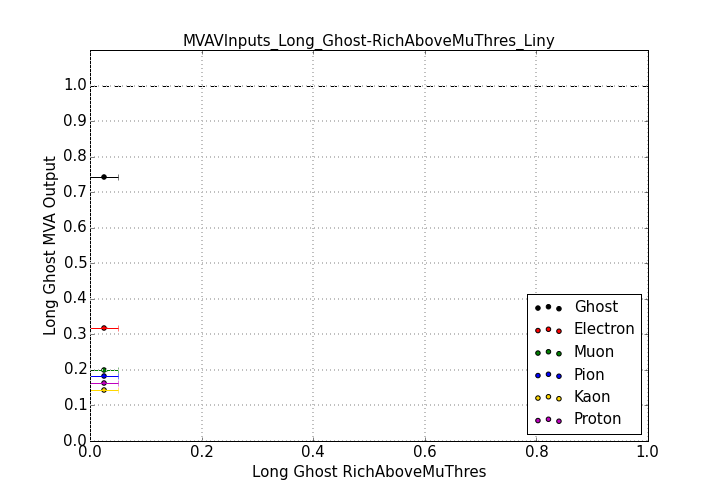 MVAVInputs_Long_Ghost-RichAboveMuThres_Liny
1.0
0.9
0.8
0.7
0.6
0.5
0.4
0.3
0.2
0.1
0.0
Long Ghost MVA Output
Ghost
Electron
Muon
Pion
Kaon
Proton
0.0 0.2 0.4 0.6 0.8 1.0
Long Ghost RichAboveMuThres